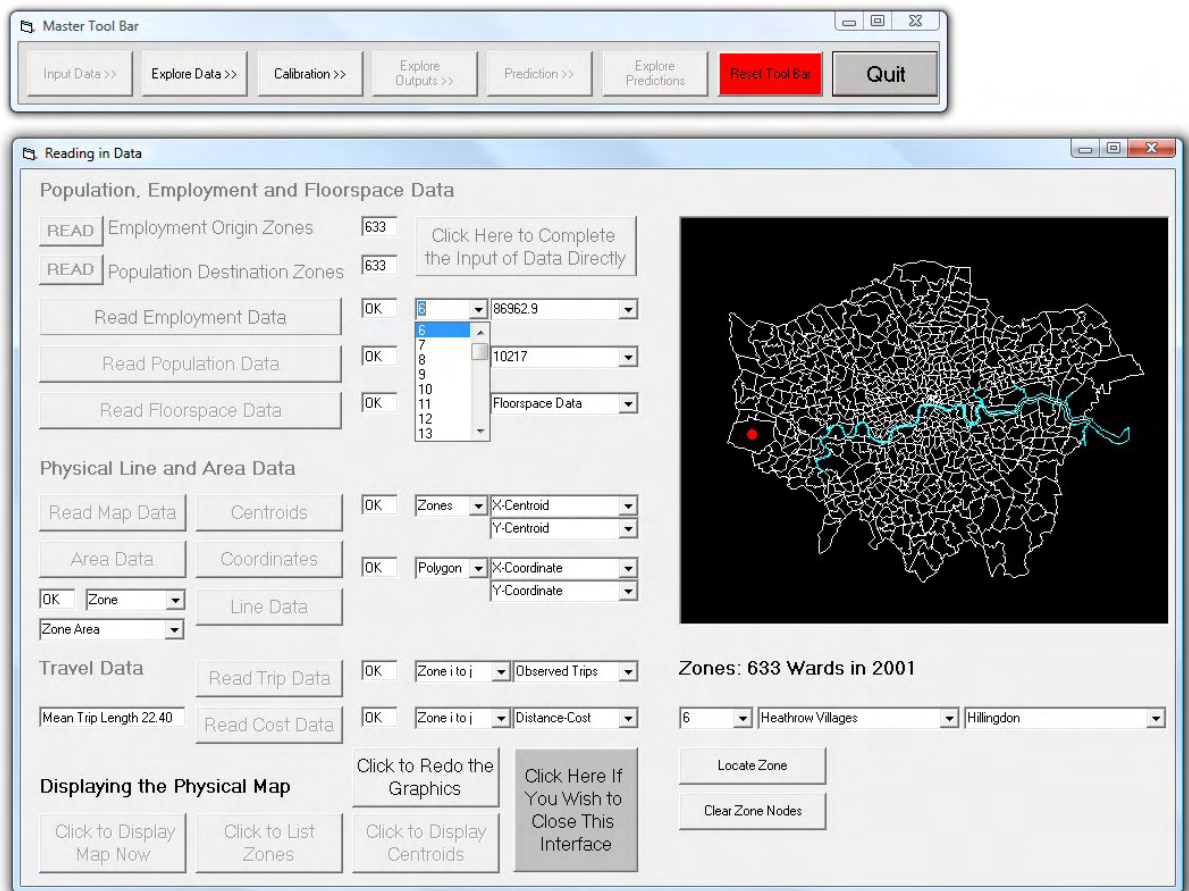 Master Tool Bar
Input Data >>
Explore Data >>
Calibration >>
Explore
Outputs >>
Prediction >>
Explore
Predictions
Reset Tool Bar
Quit
Reading in Data
Population, Employment and Floorspace Data
READ
Employment Origin Zones
633
Click Here to Complete
the Input of Data Directly
READ
Population Destination Zones
633
Read Employment Data
OK
6
86962.9
6
7
8
9
10
11
12
13
Read Population Data
OK
10217
Read Floorspace Data
OK
Floorspace Data
Physical Line and Area Data
Read Map Data
Centroids
OK
Zones
X-Centroid
Y-Centroid
Area Data
Coordinates
OK
Polygon
X-Coordinate
Y-Coordinate
OK
Zone
Line Data
Zone Area
Travel Data
Read Trip Data
OK
Zone i to j
Observed Trips
Mean Trip Length 22.40
Read Cost Data
OK
Zone i to j
Distance-Cost
Zones: 633 Wards in 2001
6
Heathrow Villages
Hillingdon
Locate Zone
Clear Zone Nodes
Displaying the Physical Map
Click to Redo the
Graphics
Click Here If
You Wish to
Close This
Interface
Click to Display
Map Now
Click to List
Zones
Click to Display
Centroids